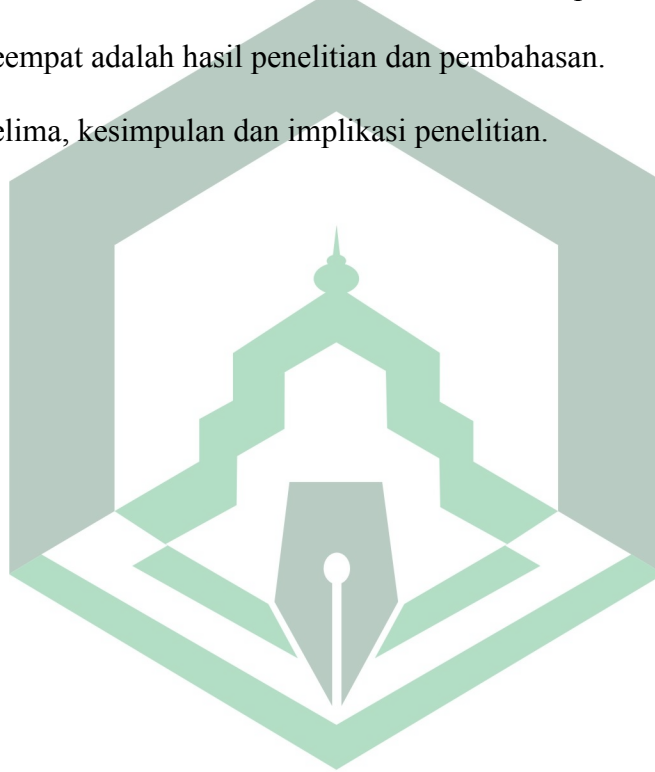 eempat adalah hasil penelitian dan pembahasan.
elima, kesimpulan dan implikasi penelitian.